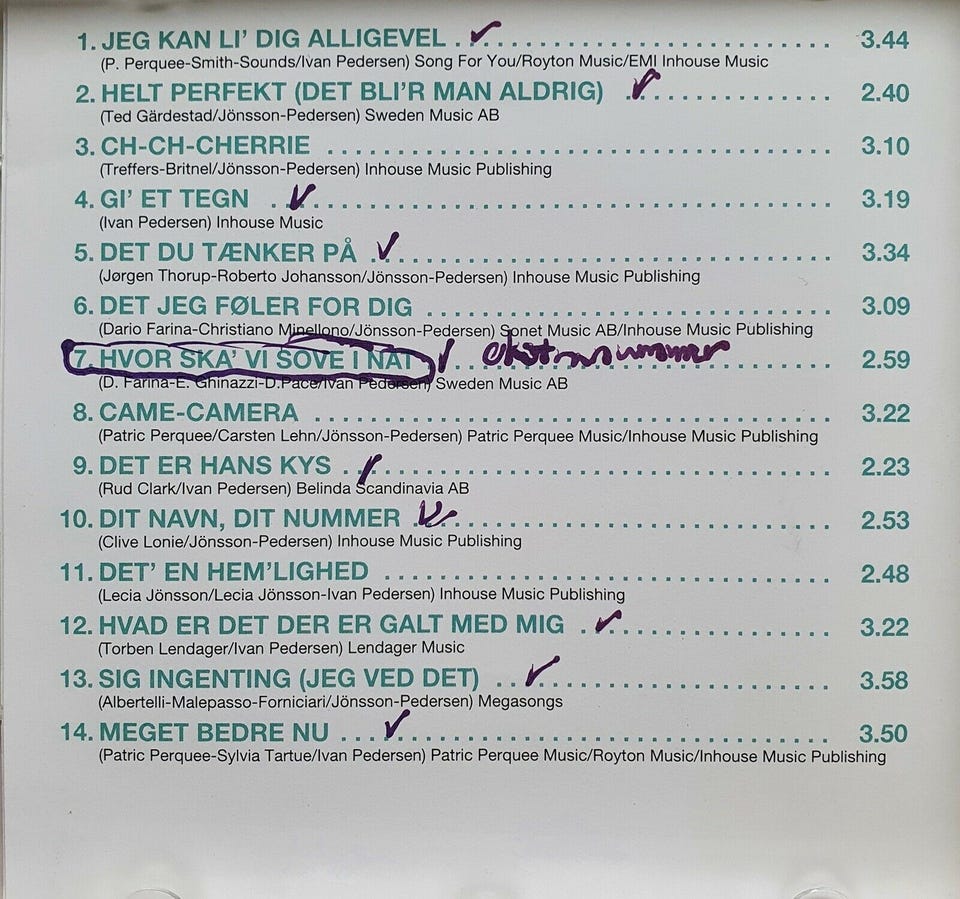 1. JEG KAN LI' DIG ALLIGEVEL 3.44
(P. Perquee-Smith-Sounds/Ivan Pedersen) Song For You/Royton Music/EMI Inhouse Music
2. HELT PERFEKT (DET BLI'R MAN ALDRIG) 2.40
(Ted Gärdestad/Jönsson-Pedersen) Sweden Music AB
3. CH-CH-CHERRIE 3.10
(Treffers-Britnel/Jönsson-Pedersen) Inhouse Music Publishing
4. GI' ET TEGN 3.19
(Ivan Pedersen) Inhouse Music
5. DET DU TÆNKER PÅ 3.34
(Jørgen Thorup-Roberto Johansson/Jönsson-Pedersen) Inhouse Music Publishing
6. DET JEG FØLER FOR DIG 3.09
(Dario Farina-Christiano Minellono/Jönsson-Pedersen) Sonet Music AB/Inhouse Music Publishing
7. HVOR SKA' VI SOVE I NAT ekstranummer 2.59
(D. Farina-E. Ghinazzi-D.Pace/Ivan Pedersen) Sweden Music AB
8. CAME-CAMERA 3.22
(Patric Perquee/Carsten Lehn/Jönsson-Pedersen) Patric Perquee Music/Inhouse Music Publishing
9. DET ER HANS KYS 2.23
(Rud Clark/Ivan Pedersen) Belinda Scandinavia AB
10. DIT NAVN, DIT NUMMER 2.53
(Clive Lonie/Jönsson-Pedersen) Inhouse Music Publishing
11. DET' EN HEM'LIGHED 2.48
(Lecia Jönsson/Lecia Jönsson-Ivan Pedersen) Inhouse Music Publishing
12. HVAD ER DET DER ER GALT MED MIG 3.22
(Torben Lendager/Ivan Pedersen) Lendager Music
13. SIG INGENTING (JEG VED DET) 3.58
(Albertelli-Malepasso-Forniciari/Jönsson-Pedersen) Megasongs
14. MEGET BEDRE NU 3.50
(Patric Perquee-Sylvia Tartue/Ivan Pedersen) Patric Perquee Music/Royton Music/Inhouse Music Publishing